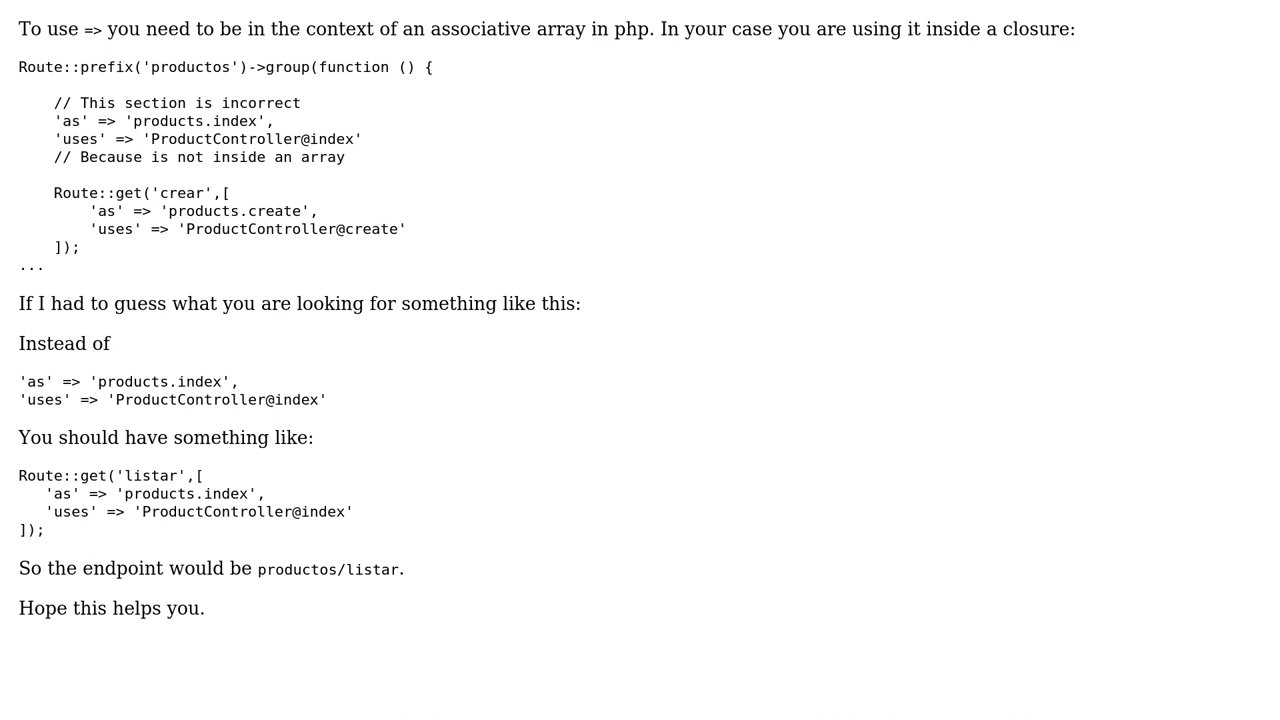 To use => you need to be in the context of an associative array in php. In your case you are using it inside a closure:
Route::prefix('productos')->group(function () {
    // This section is incorrect
    'as' => 'products.index',
    'uses' => 'ProductController@index'
    // Because is not inside an array
    Route::get('crear',[
        'as' => 'products.create',
        'uses' => 'ProductController@create'
    ]);
...
If I had to guess what you are looking for something like this:
Instead of
'as' => 'products.index',
'uses' => 'ProductController@index'
You should have something like:
Route::get('listar',[
   'as' => 'products.index',
   'uses' => 'ProductController@index'
]);
So the endpoint would be productos/listar.
Hope this helps you.